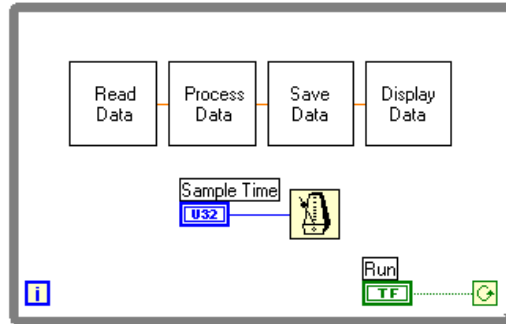 Read
Data
Process
Data
Save
Data
Display
Data
Sample Time
U32
Run
TF
i